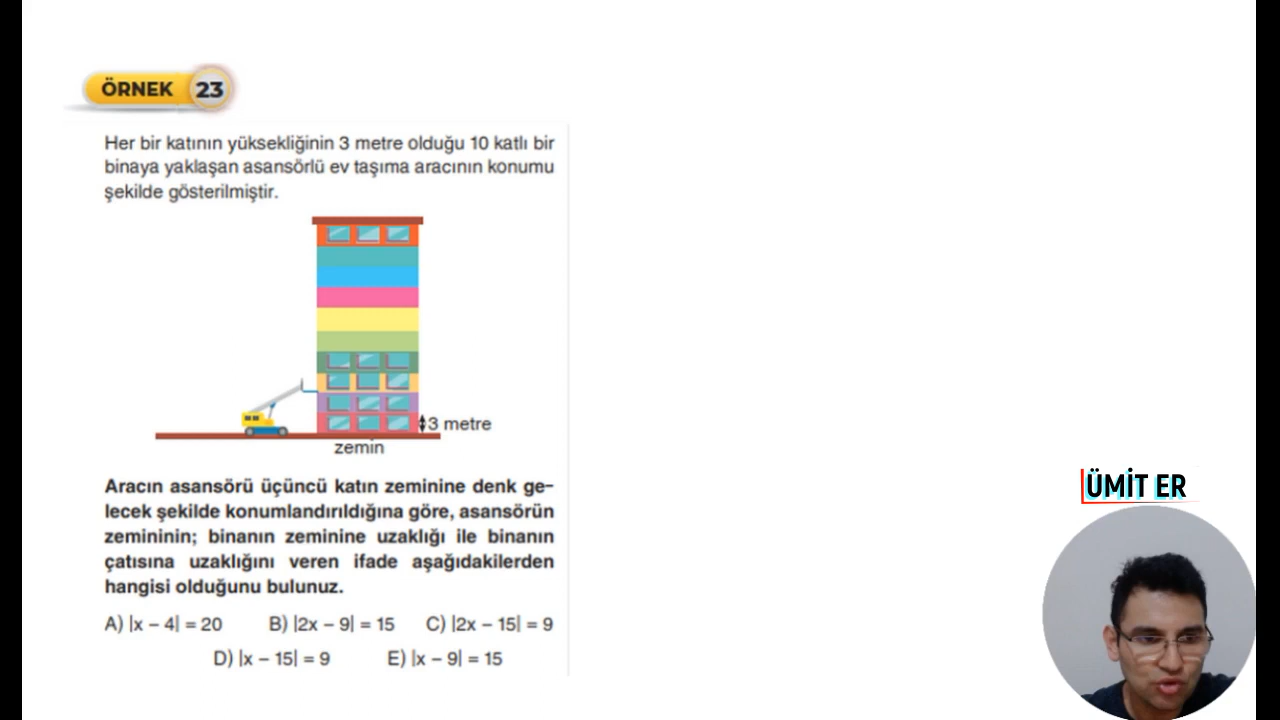 ÖRNEK 23
Her bir katının yüksekliğinin 3 metre olduğu 10 katlı bir
binaya yaklaşan asansörlü ev taşıma aracının konumu
şekilde gösterilmiştir.
3 metre
zemin
Aracın asansörü üçüncü katın zeminine denk ge-
lecek şekilde konumlandırıldığına göre, asansörün
zemininin; binanın zeminine uzaklığı ile binanın
çatısına uzaklığını veren ifade aşağıdakilerden
hangisi olduğunu bulunuz.
A) |x – 4| = 20 B) |2x – 9| = 15 C) |2x – 15| = 9
D) |x – 15| = 9 E) |x – 9| = 15
ÜMİT ER